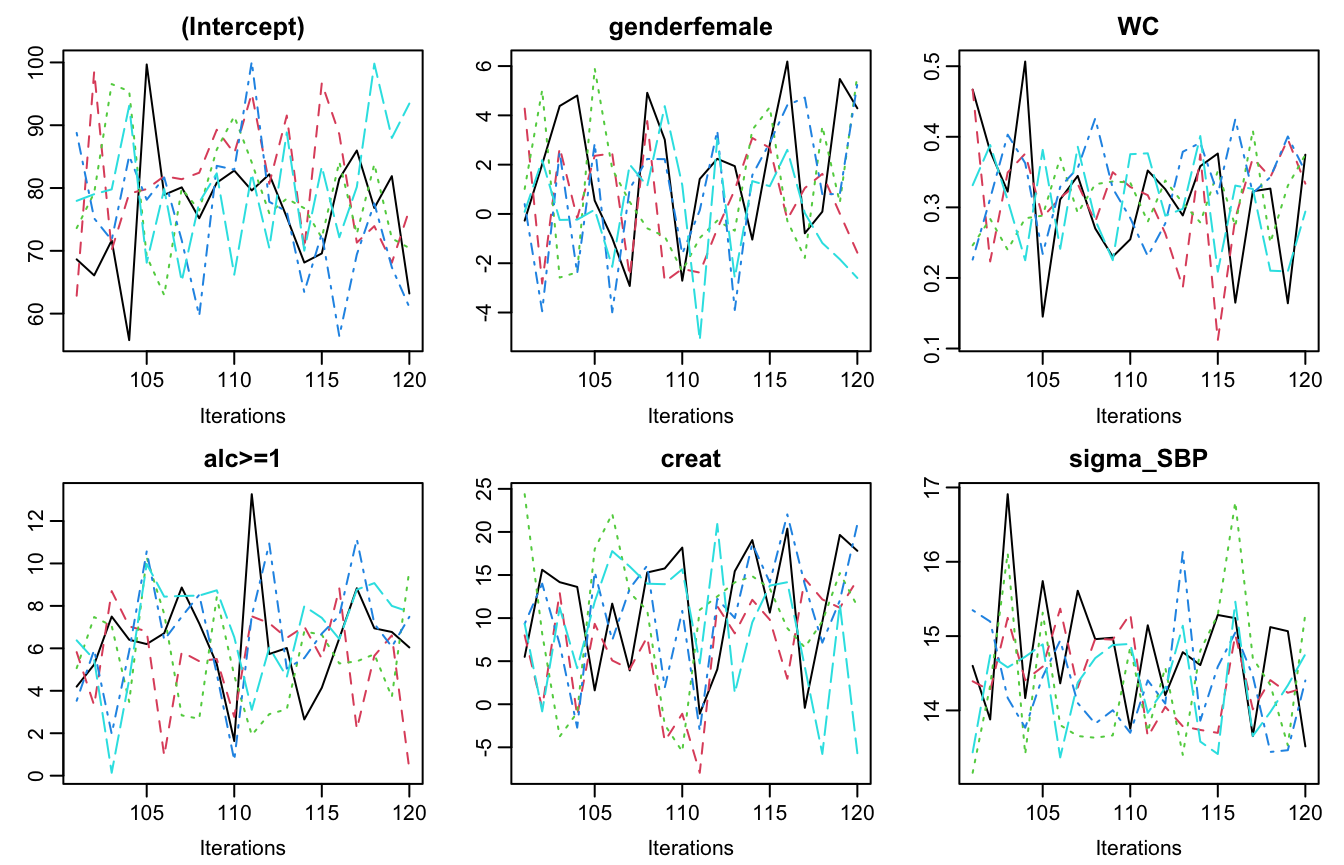 (Intercept) genderfemale WC
100 90 80 70 60
6 4 2 0 -2 -4
0.5 0.4 0.3 0.2 0.1
105 110 115 120 105 110 115 120 105 110 115 120
Iterations Iterations Iterations
alc>=1 creat sigma_SBP
12 10 8 6 4 2 0
25 20 15 10 5 0 -5
17 16 15 14
105 110 115 120 105 110 115 120 105 110 115 120
Iterations Iterations Iterations